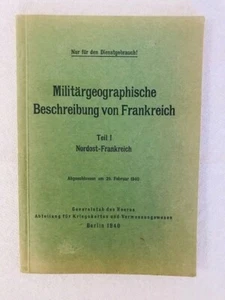 Nur für den Dienstgebrauch!
Militärgeographische
Beschreibung von Frankreich
Teil I
Nordost-Frankreich
Abgeschlossen am 20. Februar 1940.
Generalstab des Heeres
Abteilung für Kriegskarten und Vermessungswesen
Berlin 1940